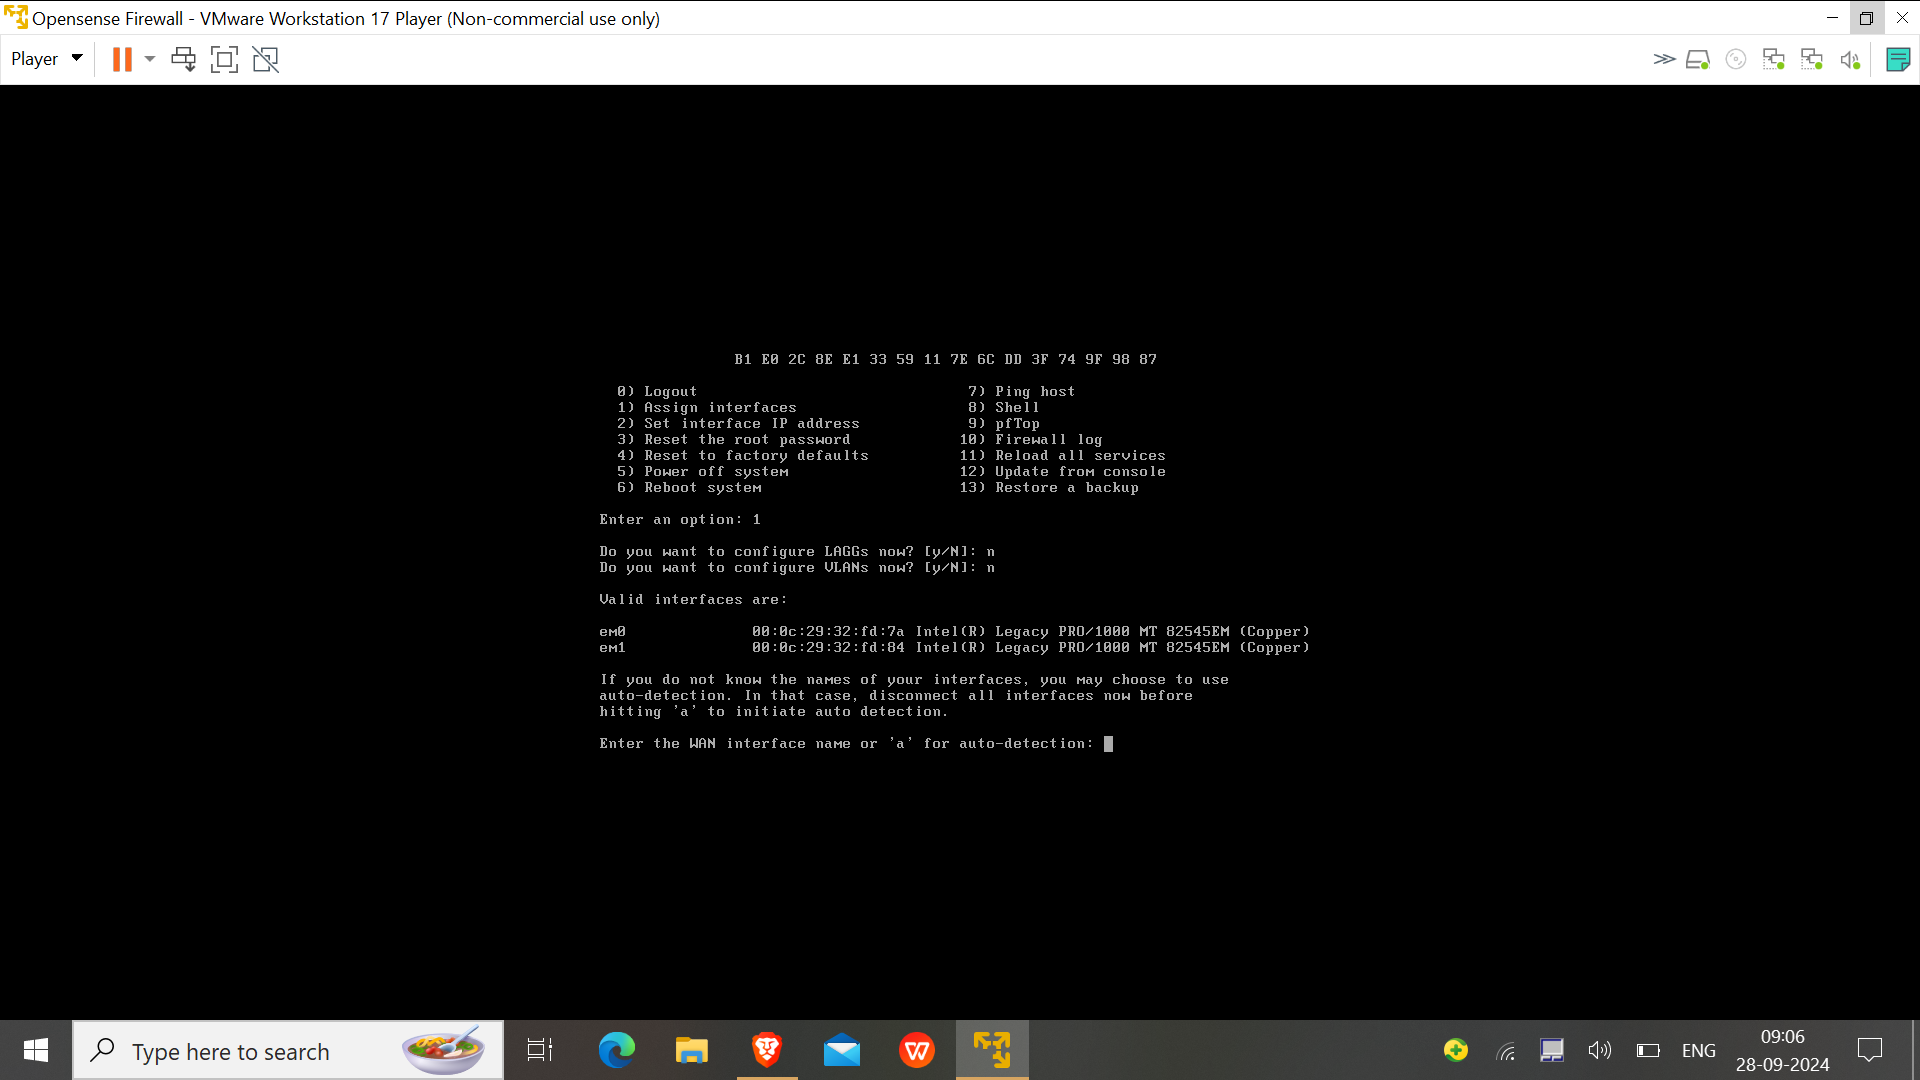 Opensense Firewall - VMware Workstation 17 Player (Non-commercial use only)
Player
B1 E0 2C 8E E1 33 59 11 7E 6C DD 3F 74 9F 98 87
0) Logout 7) Ping host
1) Assign interfaces 8) Shell
2) Set interface IP address 9) pfTop
3) Reset the root password 10) Firewall log
4) Reset to factory defaults 11) Reload all services
5) Power off system 12) Update from console
6) Reboot system 13) Restore a backup
Enter an option: 1
Do you want to configure LAGGs now? [y/N]: n
Do you want to configure VLANs now? [y/N]: n
Valid interfaces are:
em0 00:0c:29:32:fd:7a Intel(R) Legacy PRO/1000 MT 82545EM (Copper)
em1 00:0c:29:32:fd:84 Intel(R) Legacy PRO/1000 MT 82545EM (Copper)
If you do not know the names of your interfaces, you may choose to use
auto-detection. In that case, disconnect all interfaces now before
hitting 'a' to initiate auto detection.
Enter the WAN interface name or 'a' for auto-detection:
Type here to search
W
ENG
09:06
28-09-2024